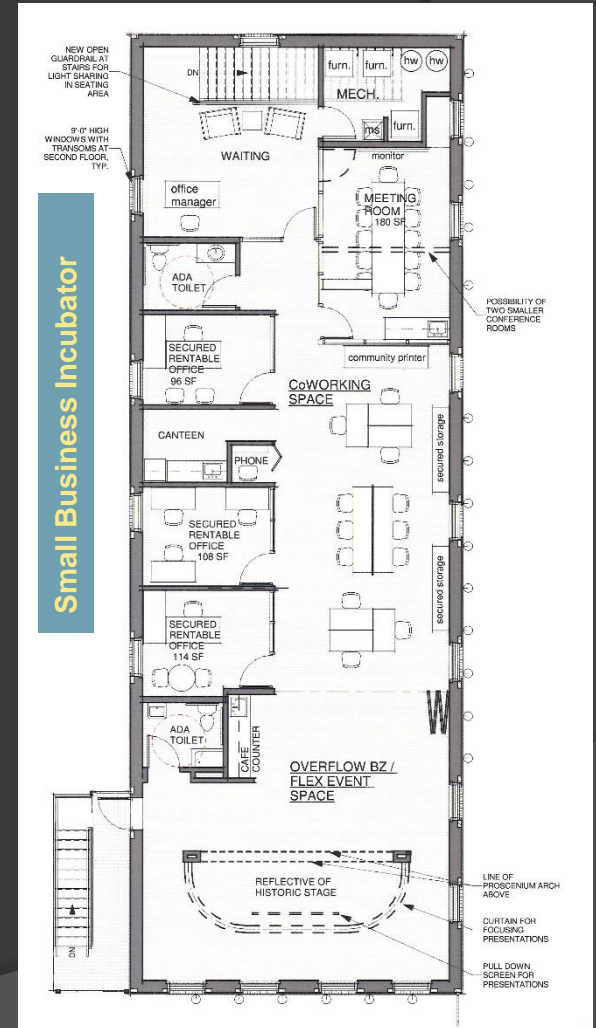 NEW OPEN
GUARDRAIL AT
STAIRS FOR
LIGHT SHARING
IN SEATING
AREA
DN
furn.
furn.
hw
hw
MECH.
ms
furn.
9'-0" HIGH
WINDOWS WITH
TRANSOMS AT
SECOND FLOOR,
TYP.
WAITING
office
manager
monitor
MEETING
ROOM
180 SF
ADA
TOILET
POSSIBILITY OF
TWO SMALLER
CONFERENCE
ROOMS
Small Business Incubator
SECURED
RENTABLE
OFFICE
96 SF
community printer
CoWORKING
SPACE
CANTEEN
PHONE
secured storage
SECURED
RENTABLE
OFFICE
108 SF
secured storage
SECURED
RENTABLE
OFFICE
114 SF
ADA
TOILET
CAFE
COUNTER
OVERFLOW BZ /
FLEX EVENT
SPACE
REFLECTIVE OF
HISTORIC STAGE
LINE OF
PROSCENIUM ARCH
ABOVE
CURTAIN FOR
FOCUSING
PRESENTATIONS
PULL DOWN
SCREEN FOR
PRESENTATIONS
DN